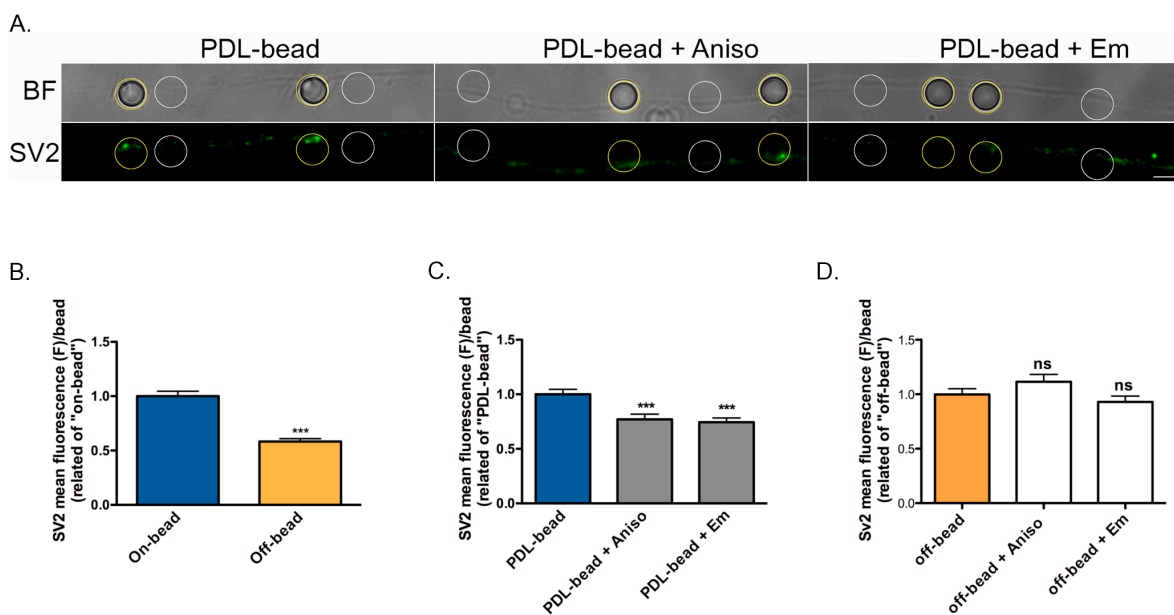 A.
PDL-bead
PDL-bead + Aniso
PDL-bead + Em
BF
SV2
B.
SV2 mean fluorescence (F)/bead
(related of "on-bead")
1.5
1.0
0.5
0.0
***
On-bead
Off-bead
C.
SV2 mean fluorescence (F)/bead
(related of "PDL-bead")
1.5
1.0
0.5
0.0
***
***
PDL-bead
PDL-bead + Aniso
PDL-bead + Em
D.
Sv2 mean fluorescence (F)/bead
(related of "off-bead")
1.5
1.0
0.5
0.0
ns
ns
off-bead
off-bead + Aniso
off-bead + Em